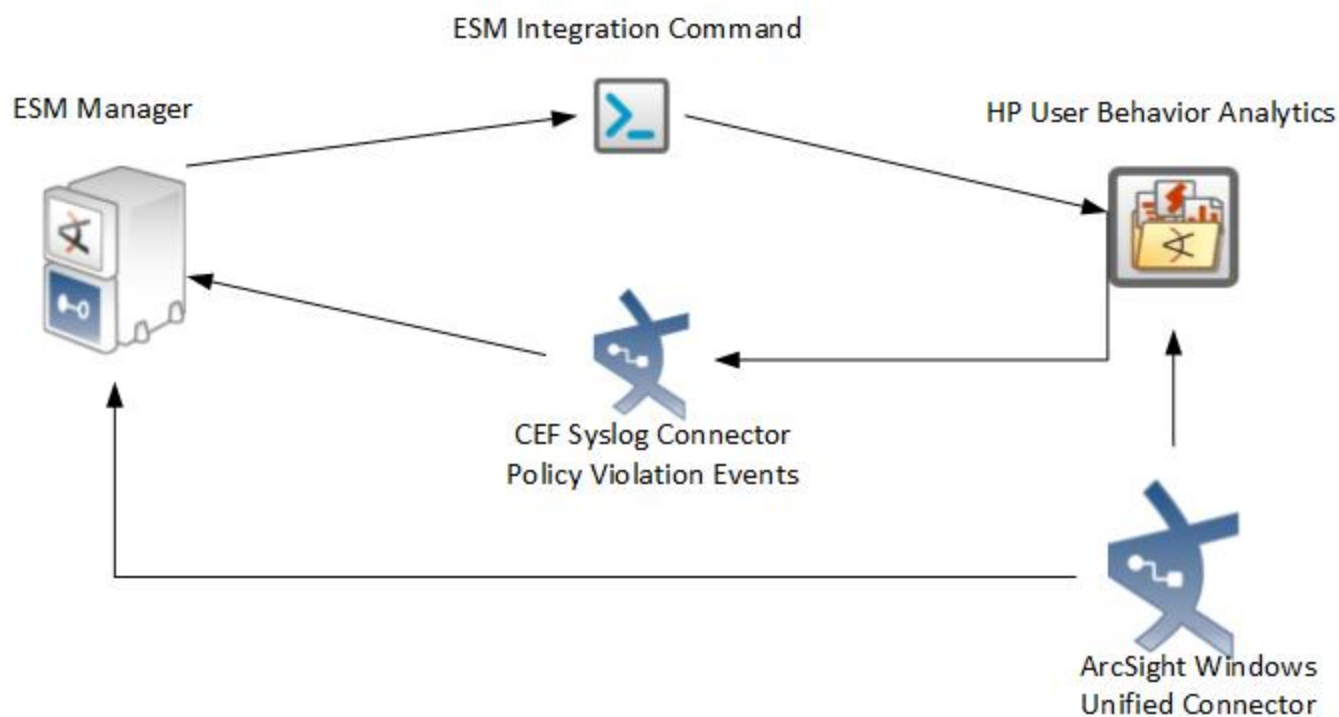 ESM Integration Command
ESM Manager
HP User Behavior Analytics
CEF Syslog Connector
Policy Violation Events
ArcSight Windows
Unified Connector